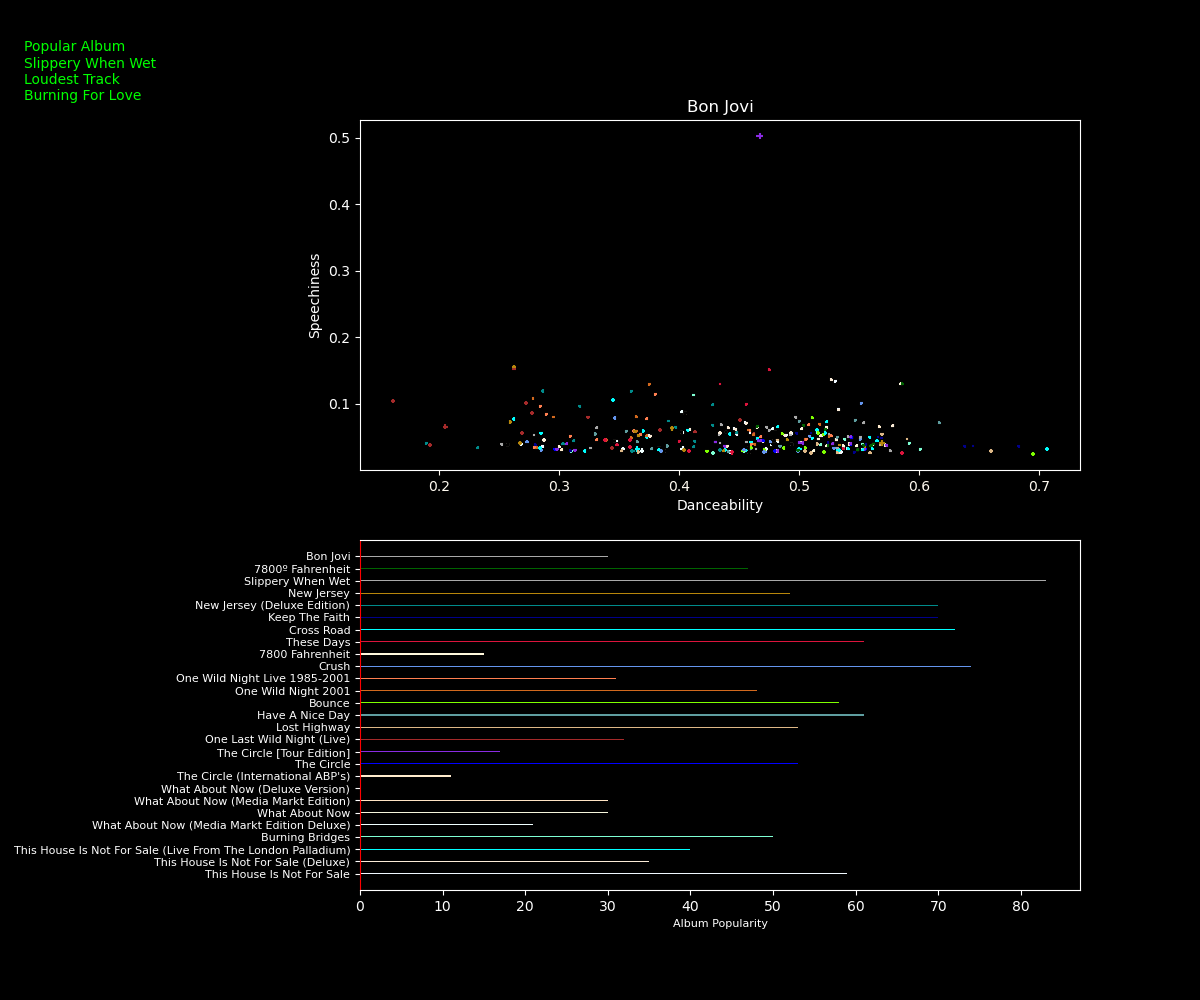 Popular Album
Slippery When Wet
Loudest Track
Burning For Love
Bon Jovi
0.5
0.4
0.3
0.2
0.1
Speechiness
0.2 0.3 0.4 0.5 0.6 0.7
Danceability
Bon Jovi
7800º Fahrenheit
Slippery When Wet
New Jersey
New Jersey (Deluxe Edition)
Keep The Faith
Cross Road
These Days
7800 Fahrenheit
Crush
One Wild Night Live 1985-2001
One Wild Night 2001
Bounce
Have A Nice Day
Lost Highway
One Last Wild Night (Live)
The Circle [Tour Edition]
The Circle
The Circle (International ABP's)
What About Now (Deluxe Version)
What About Now (Media Markt Edition)
What About Now
What About Now (Media Markt Edition Deluxe)
Burning Bridges
This House Is Not For Sale (Live From The London Palladium)
This House Is Not For Sale (Deluxe)
This House Is Not For Sale
0 10 20 30 40 50 60 70 80
Album Popularity